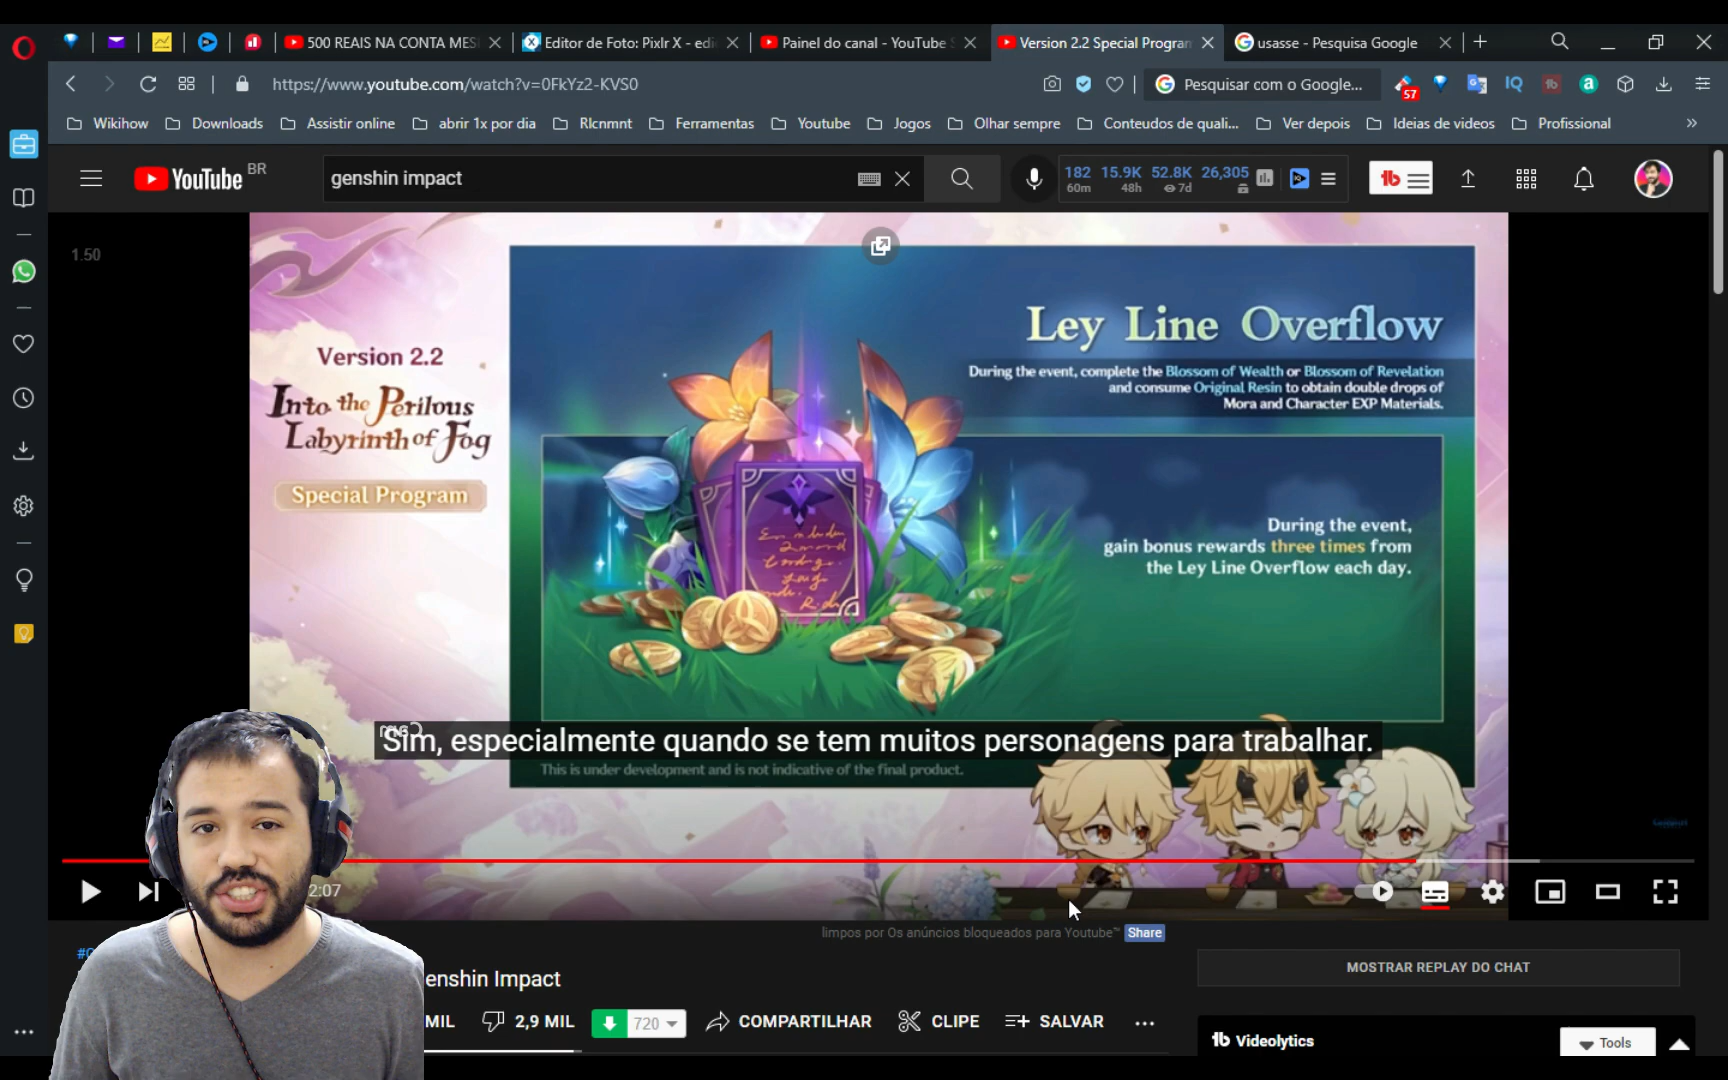 500 REAIS NA CONTA MES
Editor de Foto: Pixlr X - edi
Painel do canal - YouTube S
Version 2.2 Special Program
usasse - Pesquisa Google
https://www.youtube.com/watch?v=0FkYz2-KVS0
Pesquisar com o Google...
57
IQ
Wikihow
Downloads
Assistir online
abrir 1x por dia
Rlcnmnt
Ferramentas
Youtube
Jogos
Olhar sempre
Conteudos de quali...
Ver depois
Ideias de videos
Profissional
YouTube BR
genshin impact
182 15.9K 52.8K 26,305
60m 48h 7d
1.50
Version 2.2
Into the Perilous
Labyrinth of Fog
Special Program
Ley Line Overflow
During the event, complete the Blossom of Wealth or Blossom of Revelation
and consume Original Resin to obtain double drops of
Mora and Character EXP Materials.
During the event,
gain bonus rewards three times from
the Ley Line Overflow each day.
Sim, especialmente quando se tem muitos personagens para trabalhar.
This is under development and is not indicative of the final product.
2:07
limpos por Os anúncios bloqueados para Youtube™ Share
enshin Impact
MOSTRAR REPLAY DO CHAT
MIL
2,9 MIL
720
COMPARTILHAR
CLIPE
SALVAR
Videolytics
Tools